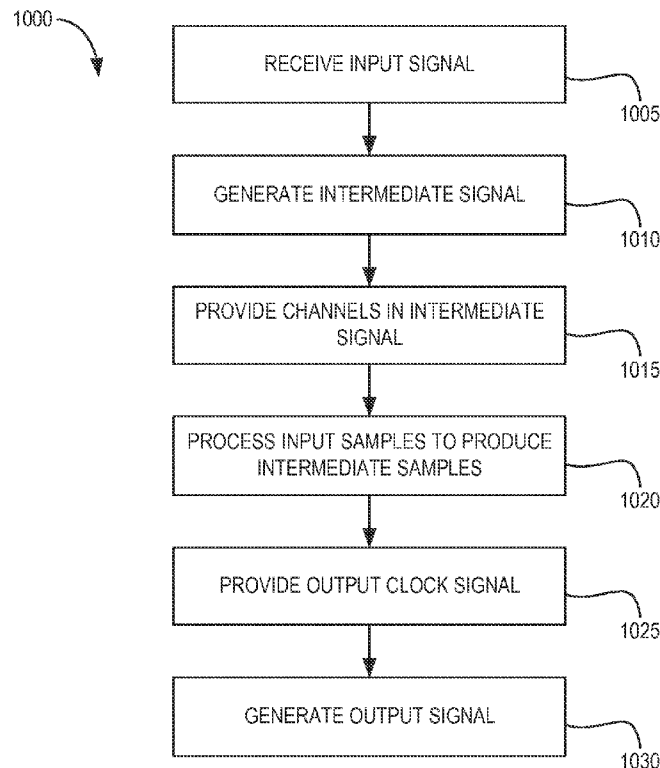 1000
RECEIVE INPUT SIGNAL
1005
GENERATE INTERMEDIATE SIGNAL
1010
PROVIDE CHANNELS IN INTERMEDIATE
SIGNAL
1015
PROCESS INPUT SAMPLES TO PRODUCE
INTERMEDIATE SAMPLES
1020
PROVIDE OUTPUT CLOCK SIGNAL
1025
GENERATE OUTPUT SIGNAL
1030